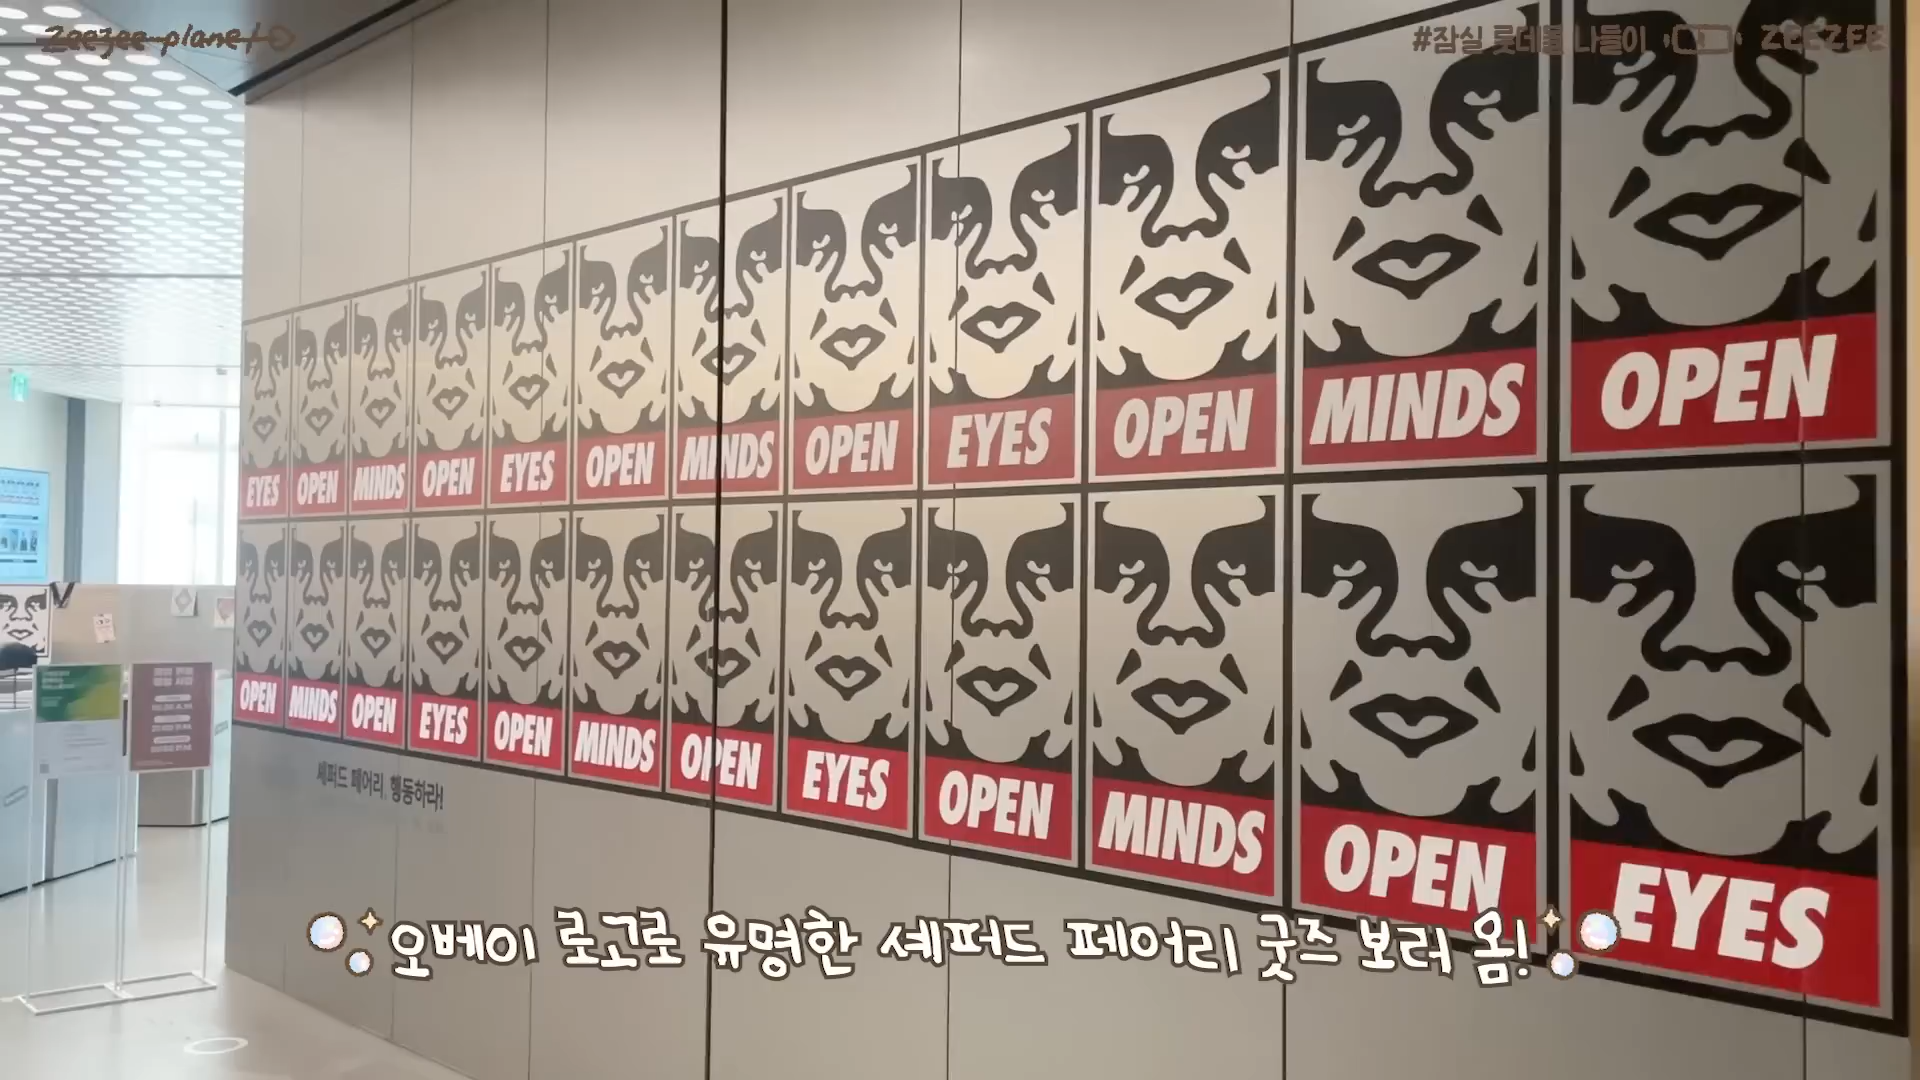 Zeezee planet
#잠실 롯데몰 나들이 ZEEZEE
EYES OPEN MINDS OPEN EYES OPEN MINDS OPEN EYES OPEN MINDS OPEN
OPEN MINDS OPEN EYES OPEN MINDS OPEN EYES OPEN MINDS OPEN EYES
셰퍼드 페어리, 행동하라!
오베이 로고로 유명한 셰퍼드 페어리 굿즈 보러 옴!